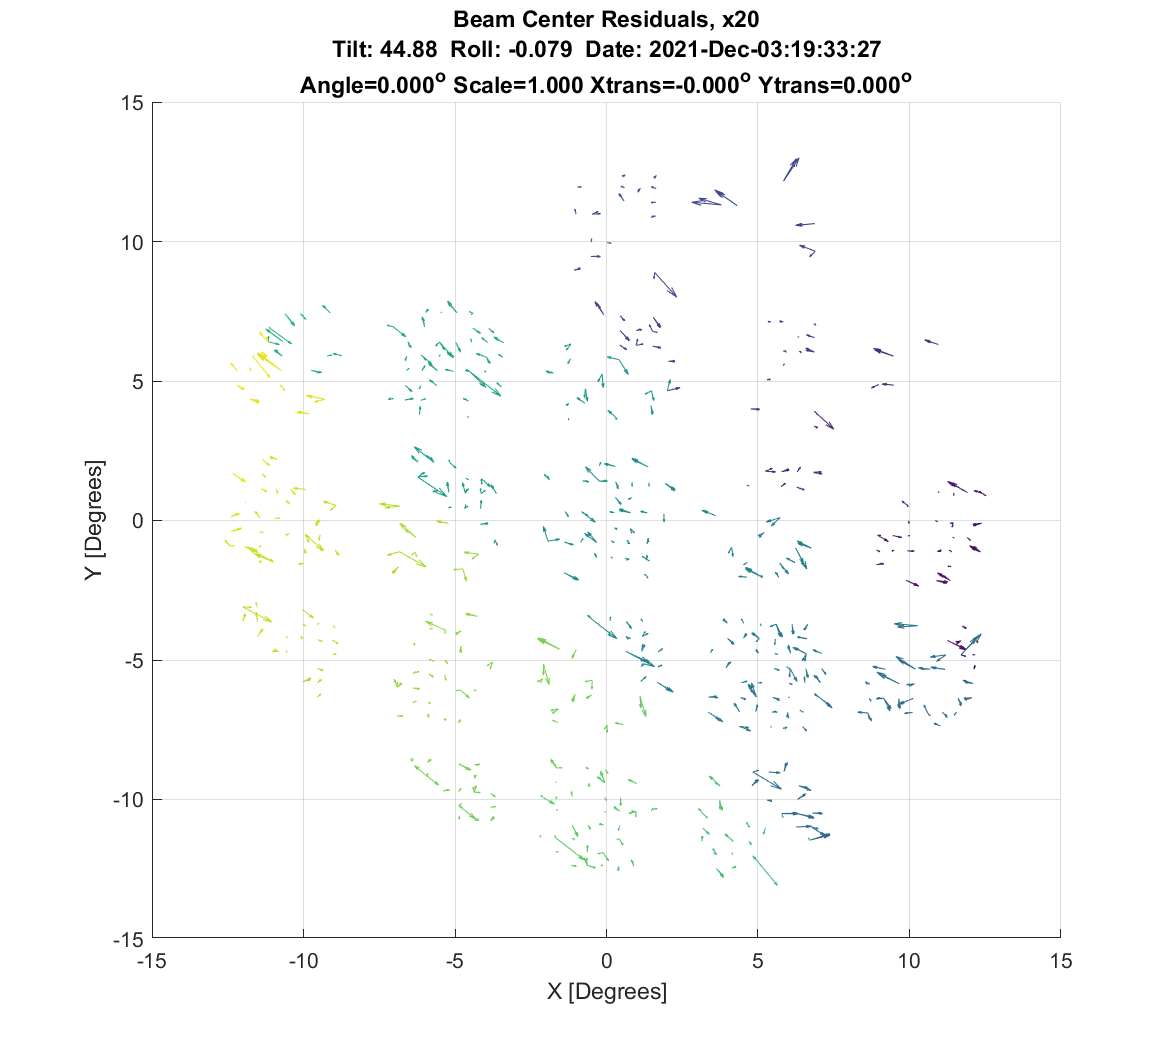 Beam Center Residuals, x20
Tilt: 44.88 Roll: -0.079 Date: 2021-Dec-03:19:33:27
Angle=0.000° Scale=1.000 Xtrans=-0.000° Ytrans=0.000°
15
10
5
0
-5
-10
-15
Y [Degrees]
-15 -10 -5 0 5 10 15
X [Degrees]